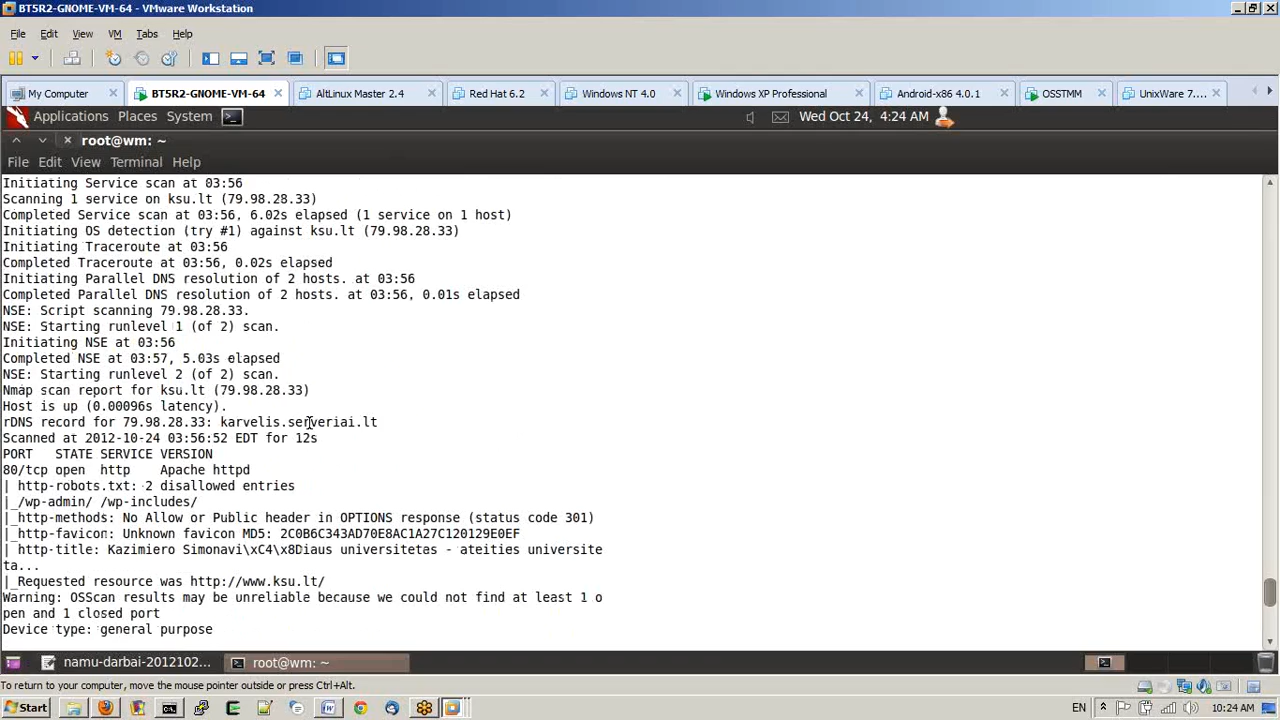 BT5R2-GNOME-VM-64 - VMware Workstation
File Edit View VM Tabs Help
My Computer BT5R2-GNOME-VM-64 AltLinux Master 2.4 Red Hat 6.2 Windows NT 4.0 Windows XP Professional Android-x86 4.0.1 OSSTMM UnixWare 7....
Applications Places System Wed Oct 24, 4:24 AM
root@wm: ~
File Edit View Terminal Help
Initiating Service scan at 03:56
Scanning 1 service on ksu.lt (79.98.28.33)
Completed Service scan at 03:56, 6.02s elapsed (1 service on 1 host)
Initiating OS detection (try #1) against ksu.lt (79.98.28.33)
Initiating Traceroute at 03:56
Completed Traceroute at 03:56, 0.02s elapsed
Initiating Parallel DNS resolution of 2 hosts. at 03:56
Completed Parallel DNS resolution of 2 hosts. at 03:56, 0.01s elapsed
NSE: Script scanning 79.98.28.33.
NSE: Starting runlevel 1 (of 2) scan.
Initiating NSE at 03:56
Completed NSE at 03:57, 5.03s elapsed
NSE: Starting runlevel 2 (of 2) scan.
Nmap scan report for ksu.lt (79.98.28.33)
Host is up (0.00096s latency).
rDNS record for 79.98.28.33: karvelis.serveriai.lt
Scanned at 2012-10-24 03:56:52 EDT for 12s
PORT STATE SERVICE VERSION
80/tcp open http Apache httpd
| http-robots.txt: 2 disallowed entries
|_/wp-admin/ /wp-includes/
|_http-methods: No Allow or Public header in OPTIONS response (status code 301)
|_http-favicon: Unknown favicon MD5: 2C0B6C343AD70E8AC1A27C120129E0EF
| http-title: Kazimiero Simonavi\xC4\x8Diaus universitetas - ateities universite
ta...
|_Requested resource was http://www.ksu.lt/
Warning: OSScan results may be unreliable because we could not find at least 1 o
pen and 1 closed port
Device type: general purpose
namu-darbai-2012102... root@wm: ~
To return to your computer, move the mouse pointer outside or press Ctrl+Alt.
Start EN 10:24 AM